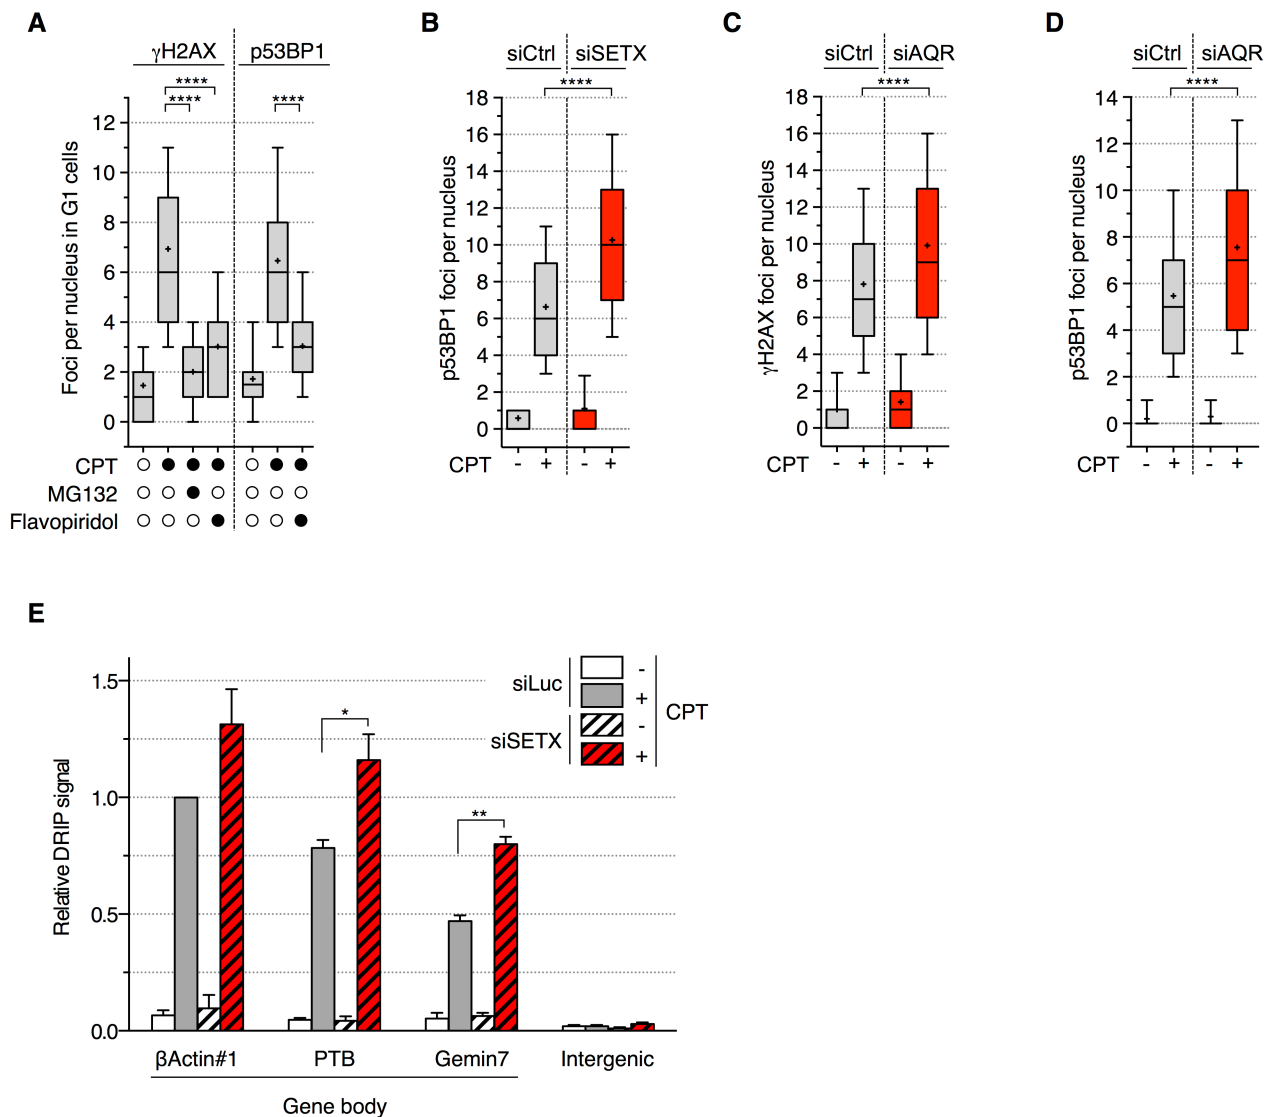 A
γH2AX p53BP1
****
**** ****
Foci per nucleus in G1 cells
12
10
8
6
4
2
0
CPT
MG132
Flavopiridol
B
siCtrl siSETX
****
p53BP1 foci per nucleus
18
16
14
12
10
8
6
4
2
0
CPT - + - +
C
siCtrl siAQR
****
γH2AX foci per nucleus
18
16
14
12
10
8
6
4
2
0
CPT - + - +
D
siCtrl siAQR
****
p53BP1 foci per nucleus
14
12
10
8
6
4
2
0
CPT - + - +
E
Relative DRIP signal
1.5
1.0
0.5
0.0
*
**
siLuc -
+
siSETX -
+
CPT
βActin#1 PTB Gemin7 Intergenic
Gene body